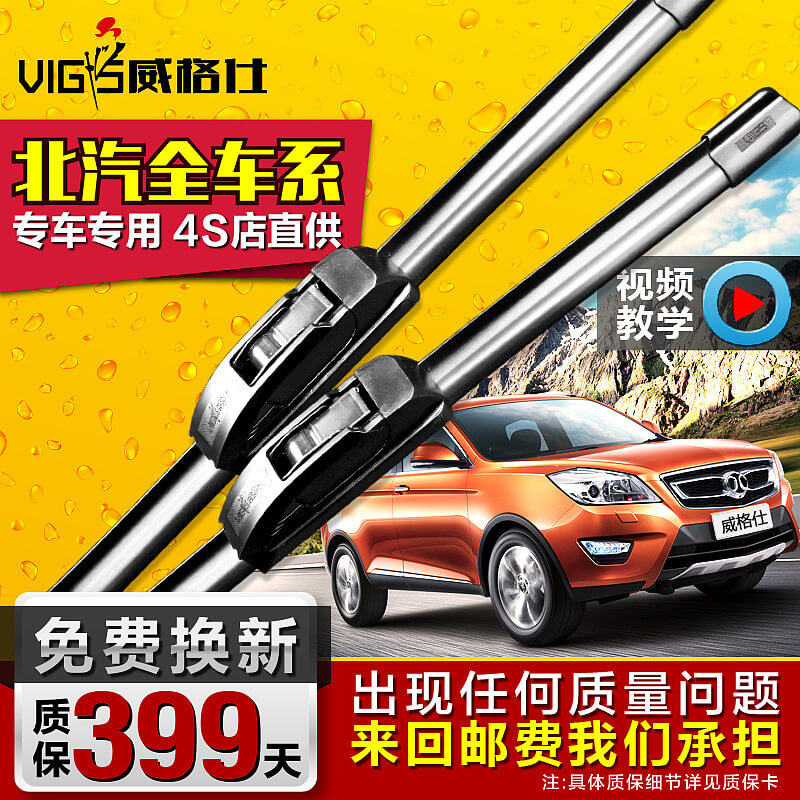 VIGS威格仕
北汽全车系
专车专用 4S店直供
视频
教学
威格仕
免费换新
质保399天
出现任何质量问题
来回邮费我们承担
注:具体质保细节详见质保卡